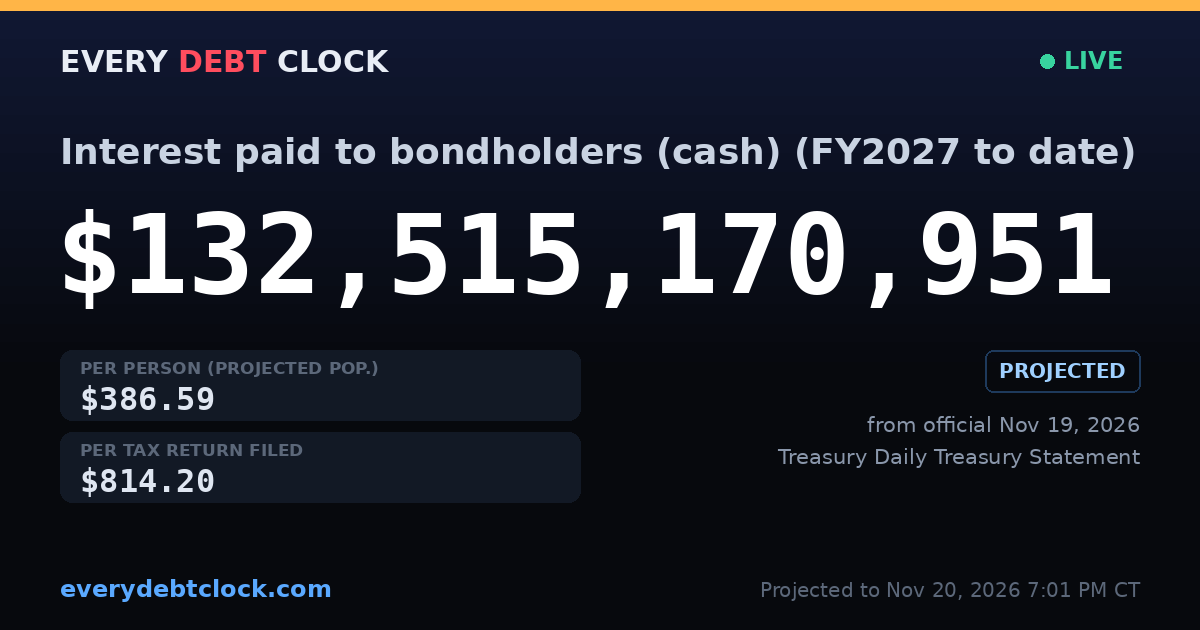 EVERY DEBT CLOCK
LIVE
Interest paid to bondholders (cash) (FY2027 to date)
$132,515,170,951
PER PERSON (PROJECTED POP.)
$386.59
PROJECTED
from official Nov 19, 2026
Treasury Daily Treasury Statement
PER TAX RETURN FILED
$814.20
everydebtclock.com
Projected to Nov 20, 2026 7:01 PM CT